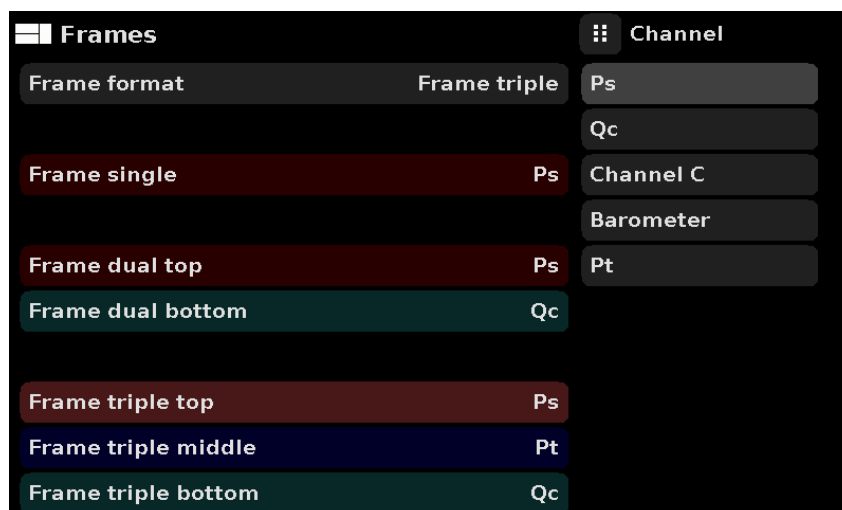 Frames
Frame format Frame triple
Frame single Ps
Frame dual top Ps
Frame dual bottom Qc
Frame triple top Ps
Frame triple middle Pt
Frame triple bottom Qc
Channel
Ps
Qc
Channel C
Barometer
Pt